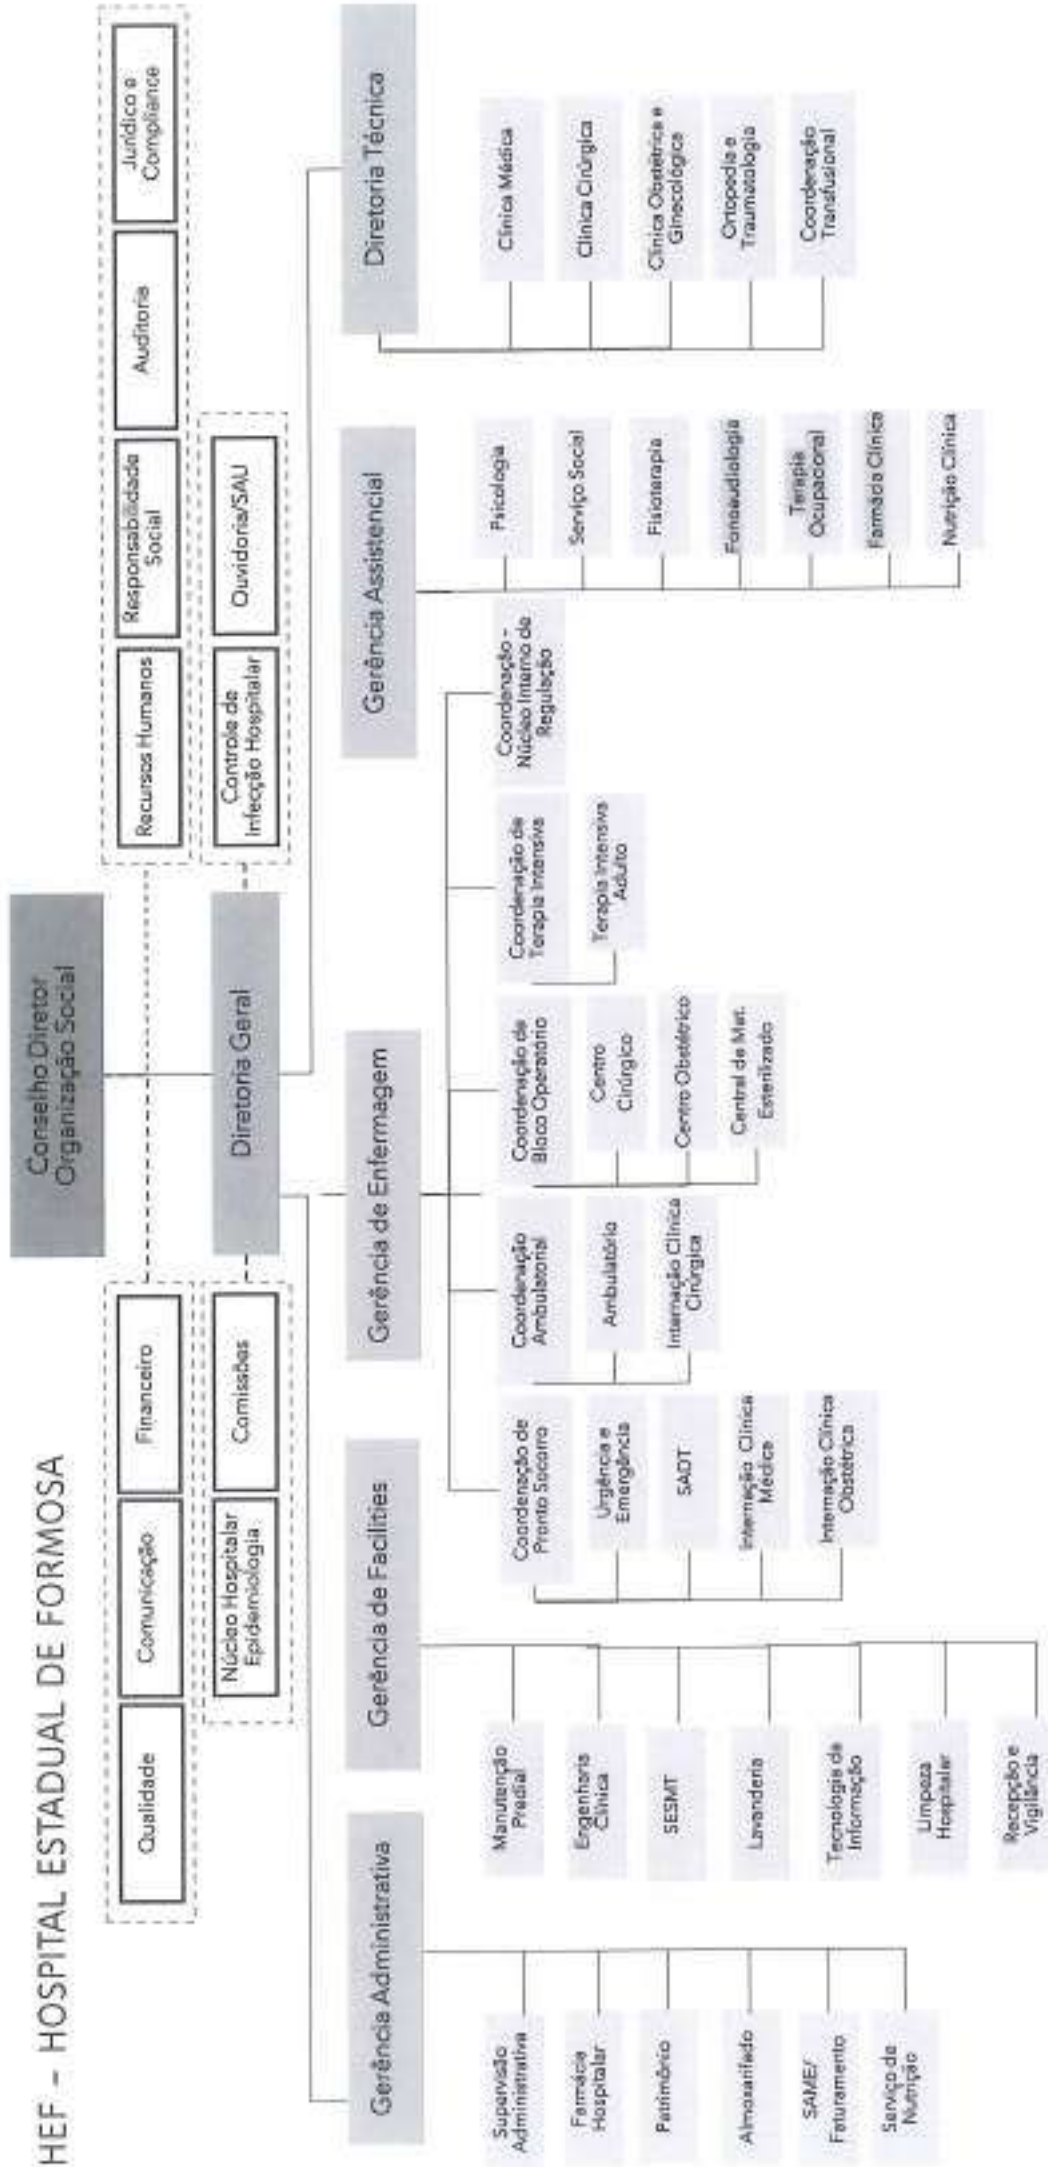 HEF – HOSPITAL ESTADUAL DE FORMOSA
Conselho Diretor
Organização Social
Qualidade
Comunicação
Financeiro
Recursos Humanos
Responsabilidade
Social
Auditoria
Jurídico e
Compliance
Núcleo Hospitalar
Epidemiologia
Comissões
Diretoria Geral
Controle de
Infecção Hospitalar
Ouvidoria/SAU
Gerência Administrativa
Gerência de Facilities
Gerência de Enfermagem
Gerência Assistencial
Diretoria Técnica
Supervisão
Administrativa
Farmácia
Hospitalar
Patrimônio
Almoxarifado
SAME/
Faturamento
Serviço de
Nutrição
Manutenção
Predial
Engenharia
Clínica
SESMT
Lavanderia
Tecnologia da
Informação
Limpeza
Hospitalar
Recepção e
Vigilância
Coordenação de
Pronto Socorro
Urgência e
Emergência
SADT
Internação Clínica
Médica
Internação Clínica
Obstétrica
Coordenação
Ambulatorial
Ambulatório
Internação Clínica
Cirúrgica
Coordenação de
Bloco Operatório
Centro
Cirúrgico
Centro Obstétrico
Central de Mat.
Esterilizado
Coordenação de
Terapia Intensiva
Terapia Intensiva
Adulto
Coordenação –
Núcleo Interno de
Regulação
Psicologia
Serviço Social
Fisioterapia
Fonoaudiologia
Terapia
Ocupacional
Farmácia Clínica
Nutrição Clínica
Clínica Médica
Clínica Cirúrgica
Clínica Obstétrica e
Ginecológica
Ortopedia e
Traumatologia
Coordenação
Transfusional